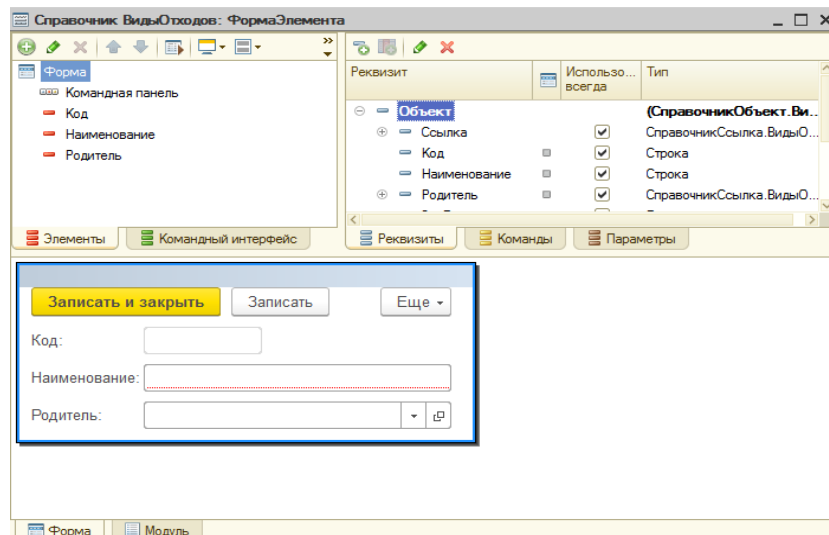 Справочник ВидыОтходов: ФормаЭлемента
Форма
Командная панель
Код
Наименование
Родитель
Элементы
Командный интерфейс
Реквизит
Использо...
всегда
Тип
Объект
(СправочникОбъект.Ви...
Ссылка
СправочникСсылка.ВидыО...
Код
Строка
Наименование
Строка
Родитель
СправочникСсылка.ВидыО...
Реквизиты
Команды
Параметры
Записать и закрыть
Записать
Еще
Код:
Наименование:
Родитель:
Форма
Модуль